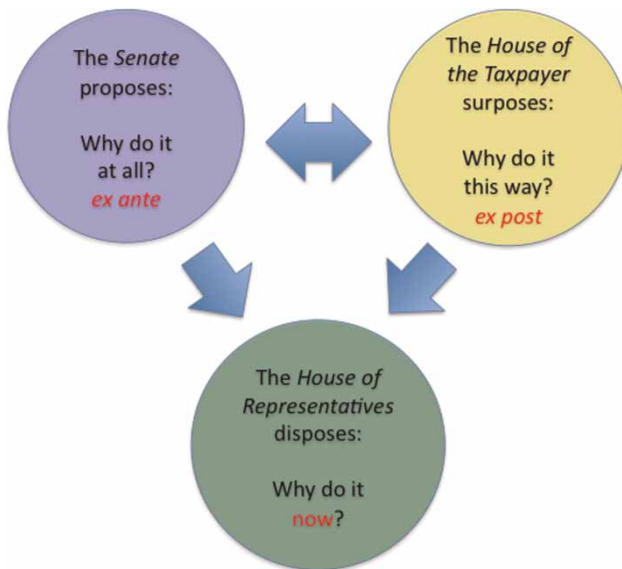 The Senate
proposes:
Why do it
at all?
ex ante
The House of
the Taxpayer
surposes:
Why do it
this way?
ex post
The House of
Representatives
disposes:
Why do it
now?